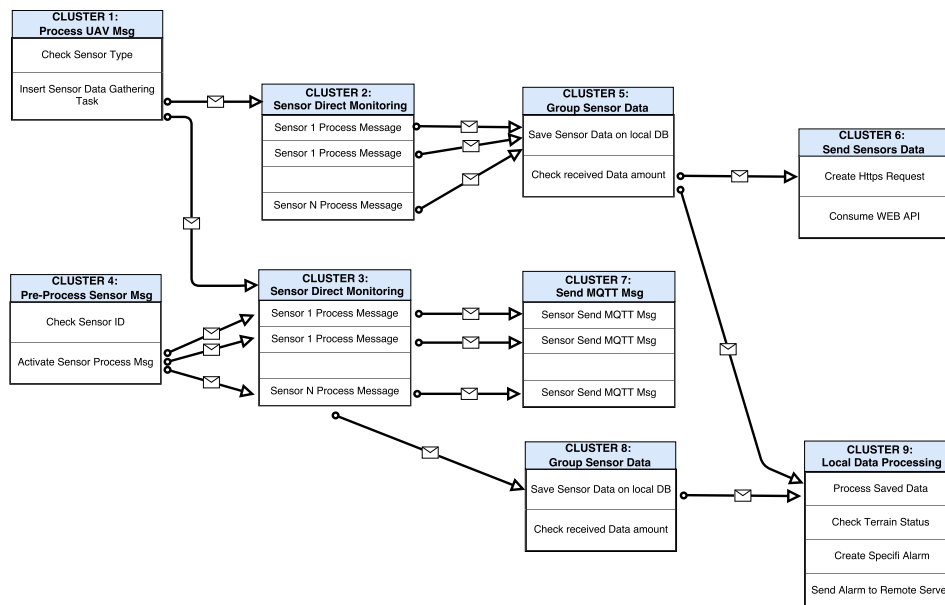 CLUSTER 1:
Process UAV Msg
Check Sensor Type
Insert Sensor Data Gathering
Task
CLUSTER 2:
Sensor Direct Monitoring
Sensor 1 Process Message
Sensor 1 Process Message
Sensor N Process Message
CLUSTER 5:
Group Sensor Data
Save Sensor Data on local DB
Check received Data amount
CLUSTER 6:
Send Sensors Data
Create Https Request
Consume WEB API
CLUSTER 4:
Pre-Process Sensor Msg
Check Sensor ID
Activate Sensor Process Msg
CLUSTER 3:
Sensor Direct Monitoring
Sensor 1 Process Message
Sensor 1 Process Message
Sensor N Process Message
CLUSTER 7:
Send MQTT Msg
Sensor Send MQTT Msg
Sensor Send MQTT Msg
Sensor Send MQTT Msg
CLUSTER 8:
Group Sensor Data
Save Sensor Data on local DB
Check received Data amount
CLUSTER 9:
Local Data Processing
Process Saved Data
Check Terrain Status
Create Specifi Alarm
Send Alarm to Remote Serve